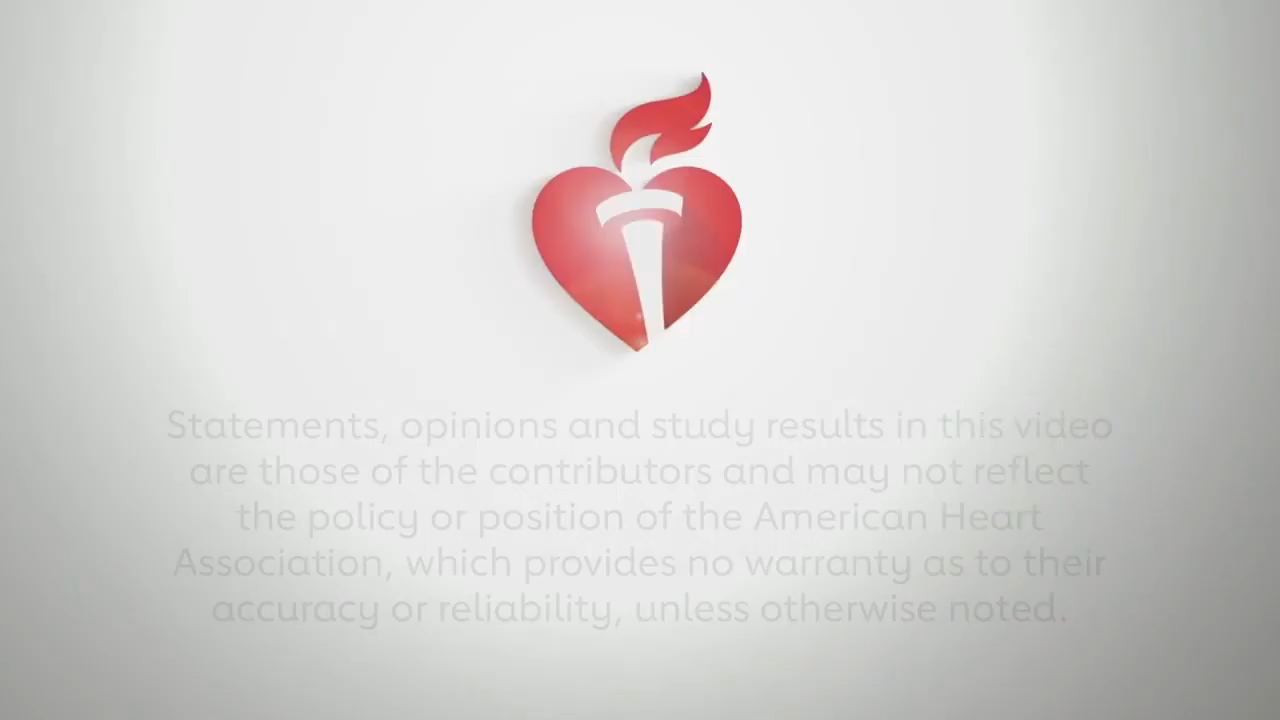 Statements, opinions and study results in this video
are those of the contributors and may not reflect
the policy or position of the American Heart
Association, which provides no warranty as to their
accuracy or reliability, unless otherwise noted.